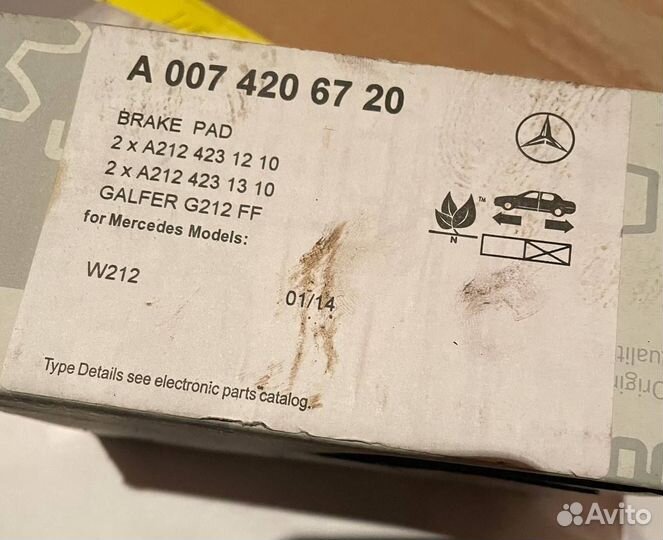 A 007 420 67 20
BRAKE PAD
2 x A212 423 12 10
2 x A212 423 13 10
GALFER G212 FF
for Mercedes Models:
W212
01/14
TM
N
Type Details see electronic parts catalog.
Avito